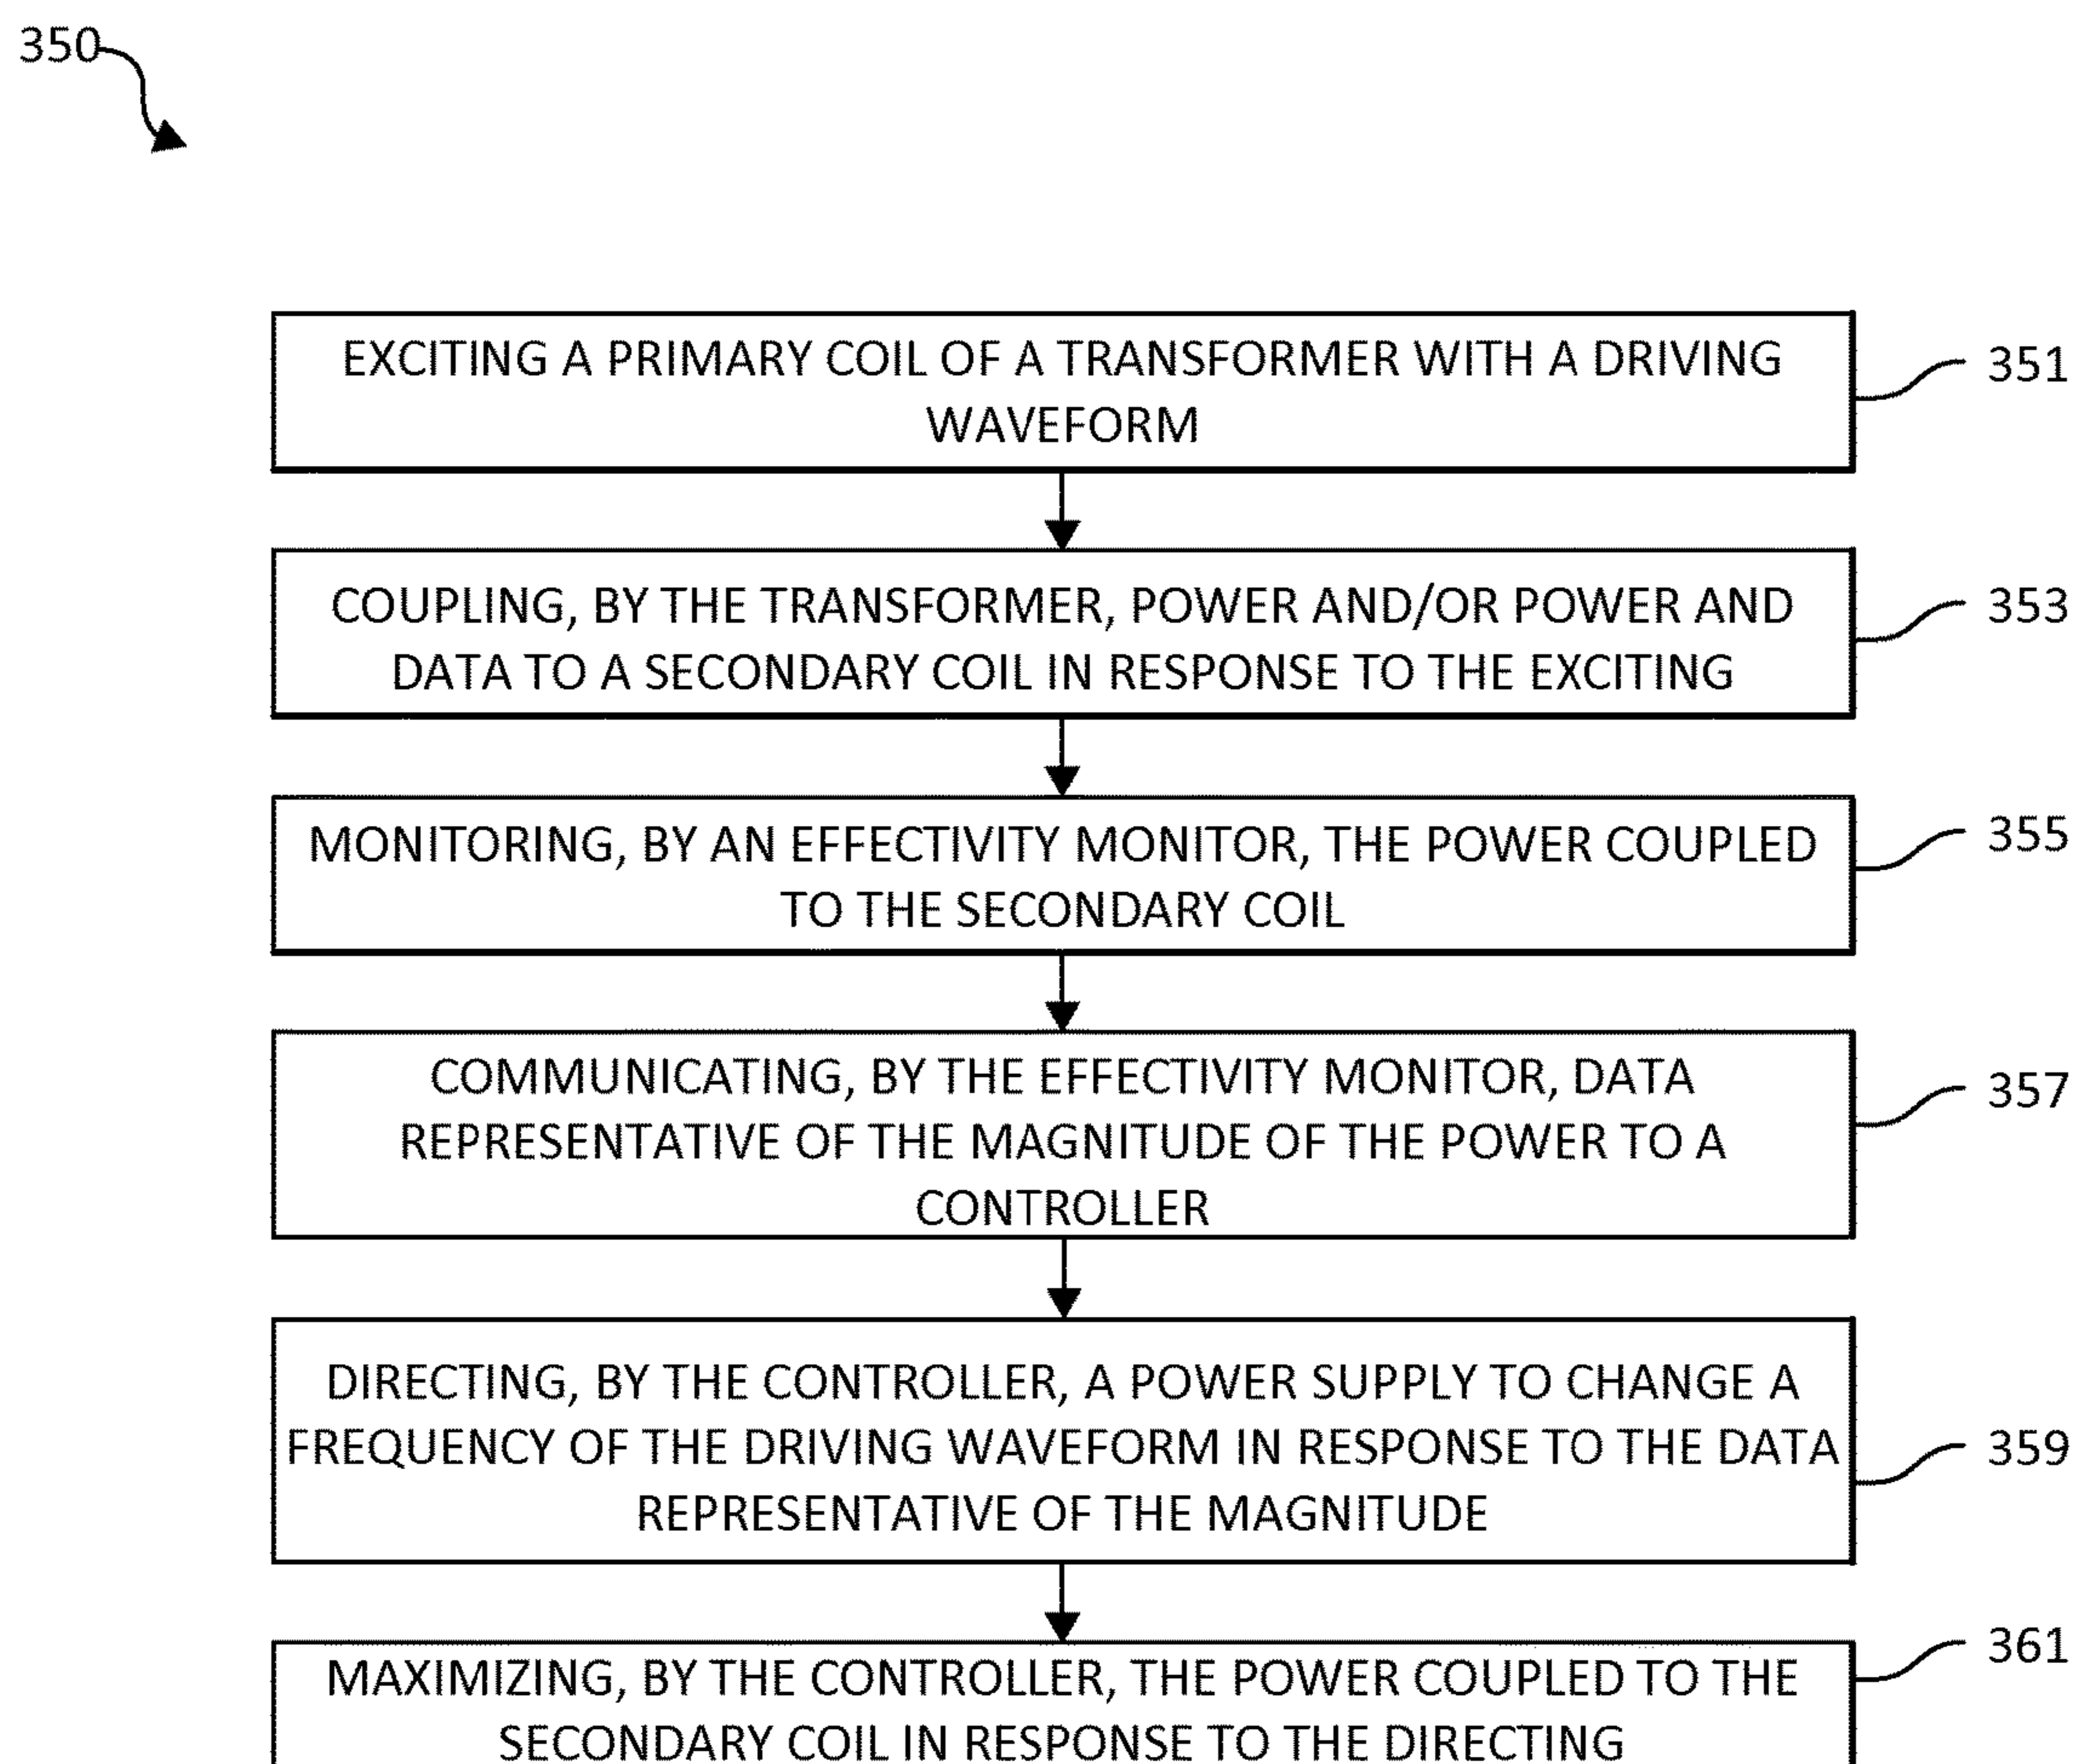 350
EXCITING A PRIMARY COIL OF A TRANSFORMER WITH A DRIVING
WAVEFORM
351
COUPLING, BY THE TRANSFORMER, POWER AND/OR POWER AND
DATA TO A SECONDARY COIL IN RESPONSE TO THE EXCITING
353
MONITORING, BY AN EFFECTIVITY MONITOR, THE POWER COUPLED
TO THE SECONDARY COIL
355
COMMUNICATING, BY THE EFFECTIVITY MONITOR, DATA
REPRESENTATIVE OF THE MAGNITUDE OF THE POWER TO A
CONTROLLER
357
DIRECTING, BY THE CONTROLLER, A POWER SUPPLY TO CHANGE A
FREQUENCY OF THE DRIVING WAVEFORM IN RESPONSE TO THE DATA
REPRESENTATIVE OF THE MAGNITUDE
359
MAXIMIZING, BY THE CONTROLLER, THE POWER COUPLED TO THE
SECONDARY COIL IN RESPONSE TO THE DIRECTING
361